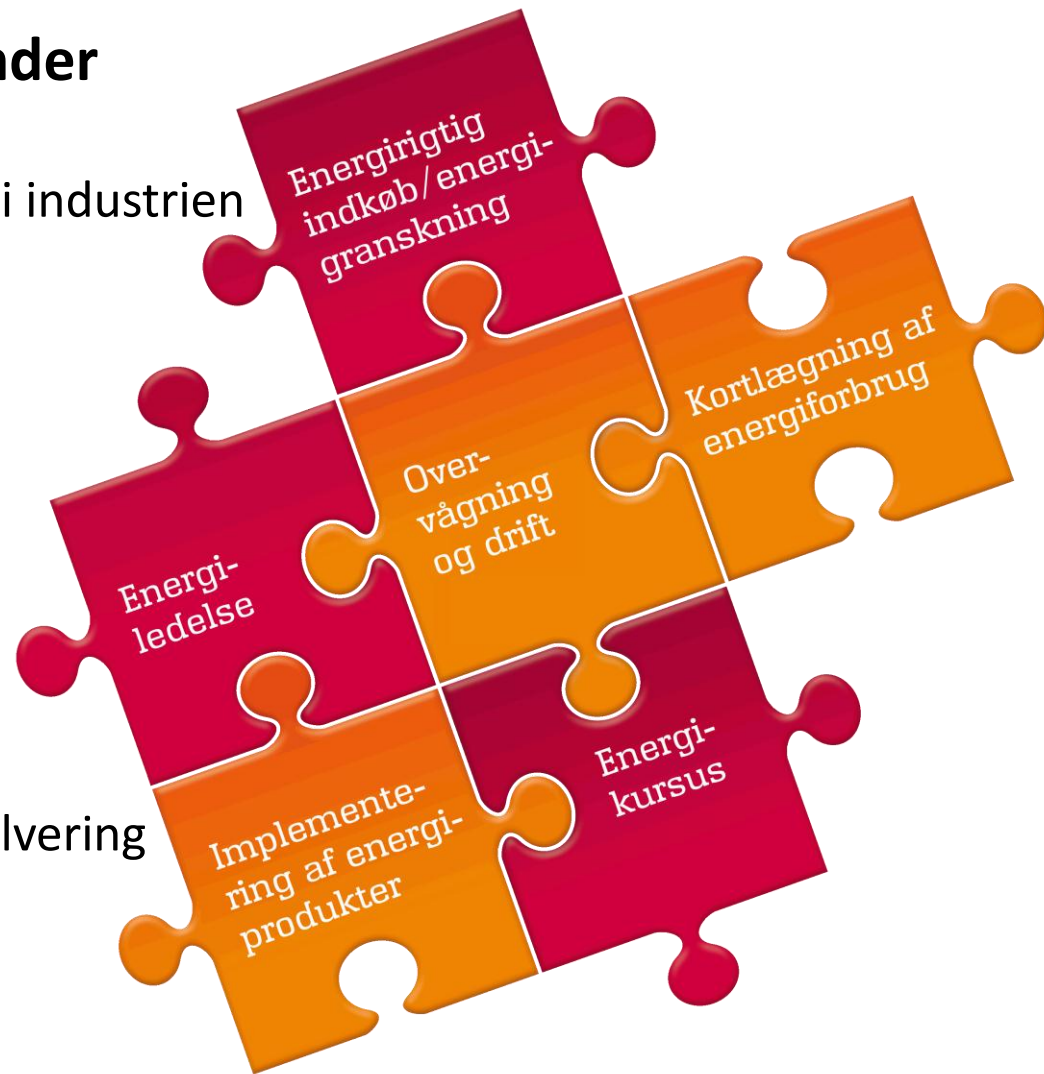 nder
i industrien
lvering
Energirigtig
indkøb/energi-
granskning
Kortlægning af
energiforbrug
Over-
vågning
og drift
Energi-
ledelse
Energi-
kursus
Implemente-
ring af energi-
produkter